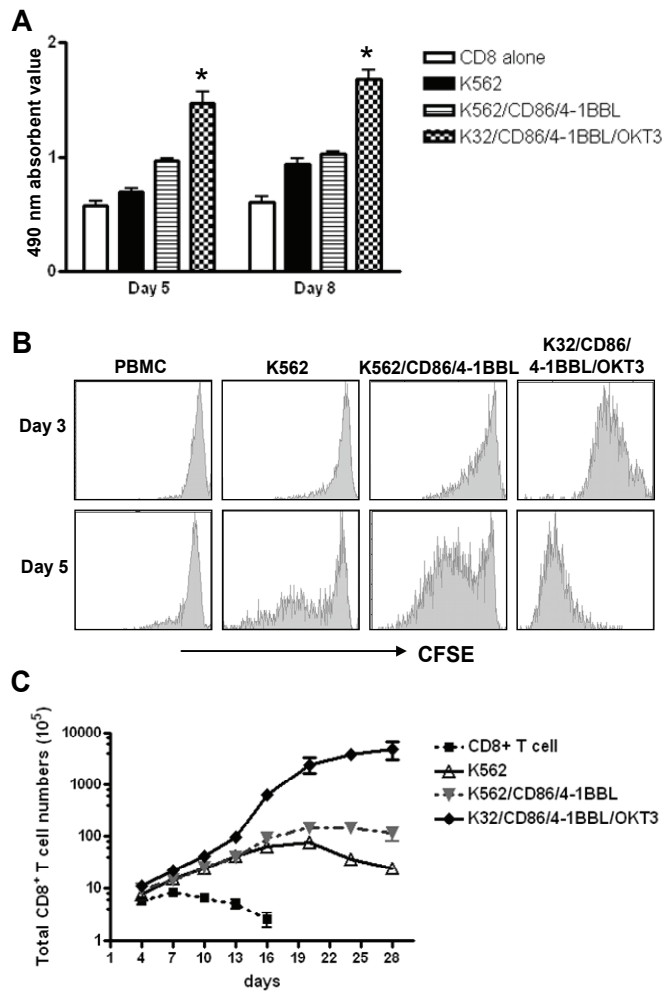 A
490 nm absorbent value
2
1
0
*
*
Day 5
Day 8
CD8 alone
K562
K562/CD86/4-1BBL
K32/CD86/4-1BBL/OKT3
B
PBMC
K562
K562/CD86/4-1BBL
K32/CD86/
4-1BBL/OKT3
Day 3
Day 5
CFSE
C
Total CD8+ T cell numbers (10^5)
10000
1000
100
10
1
1 4 7 10 13 16 19 22 25 28
days
CD8+ T cell
K562
K562/CD86/4-1BBL
K32/CD86/4-1BBL/OKT3